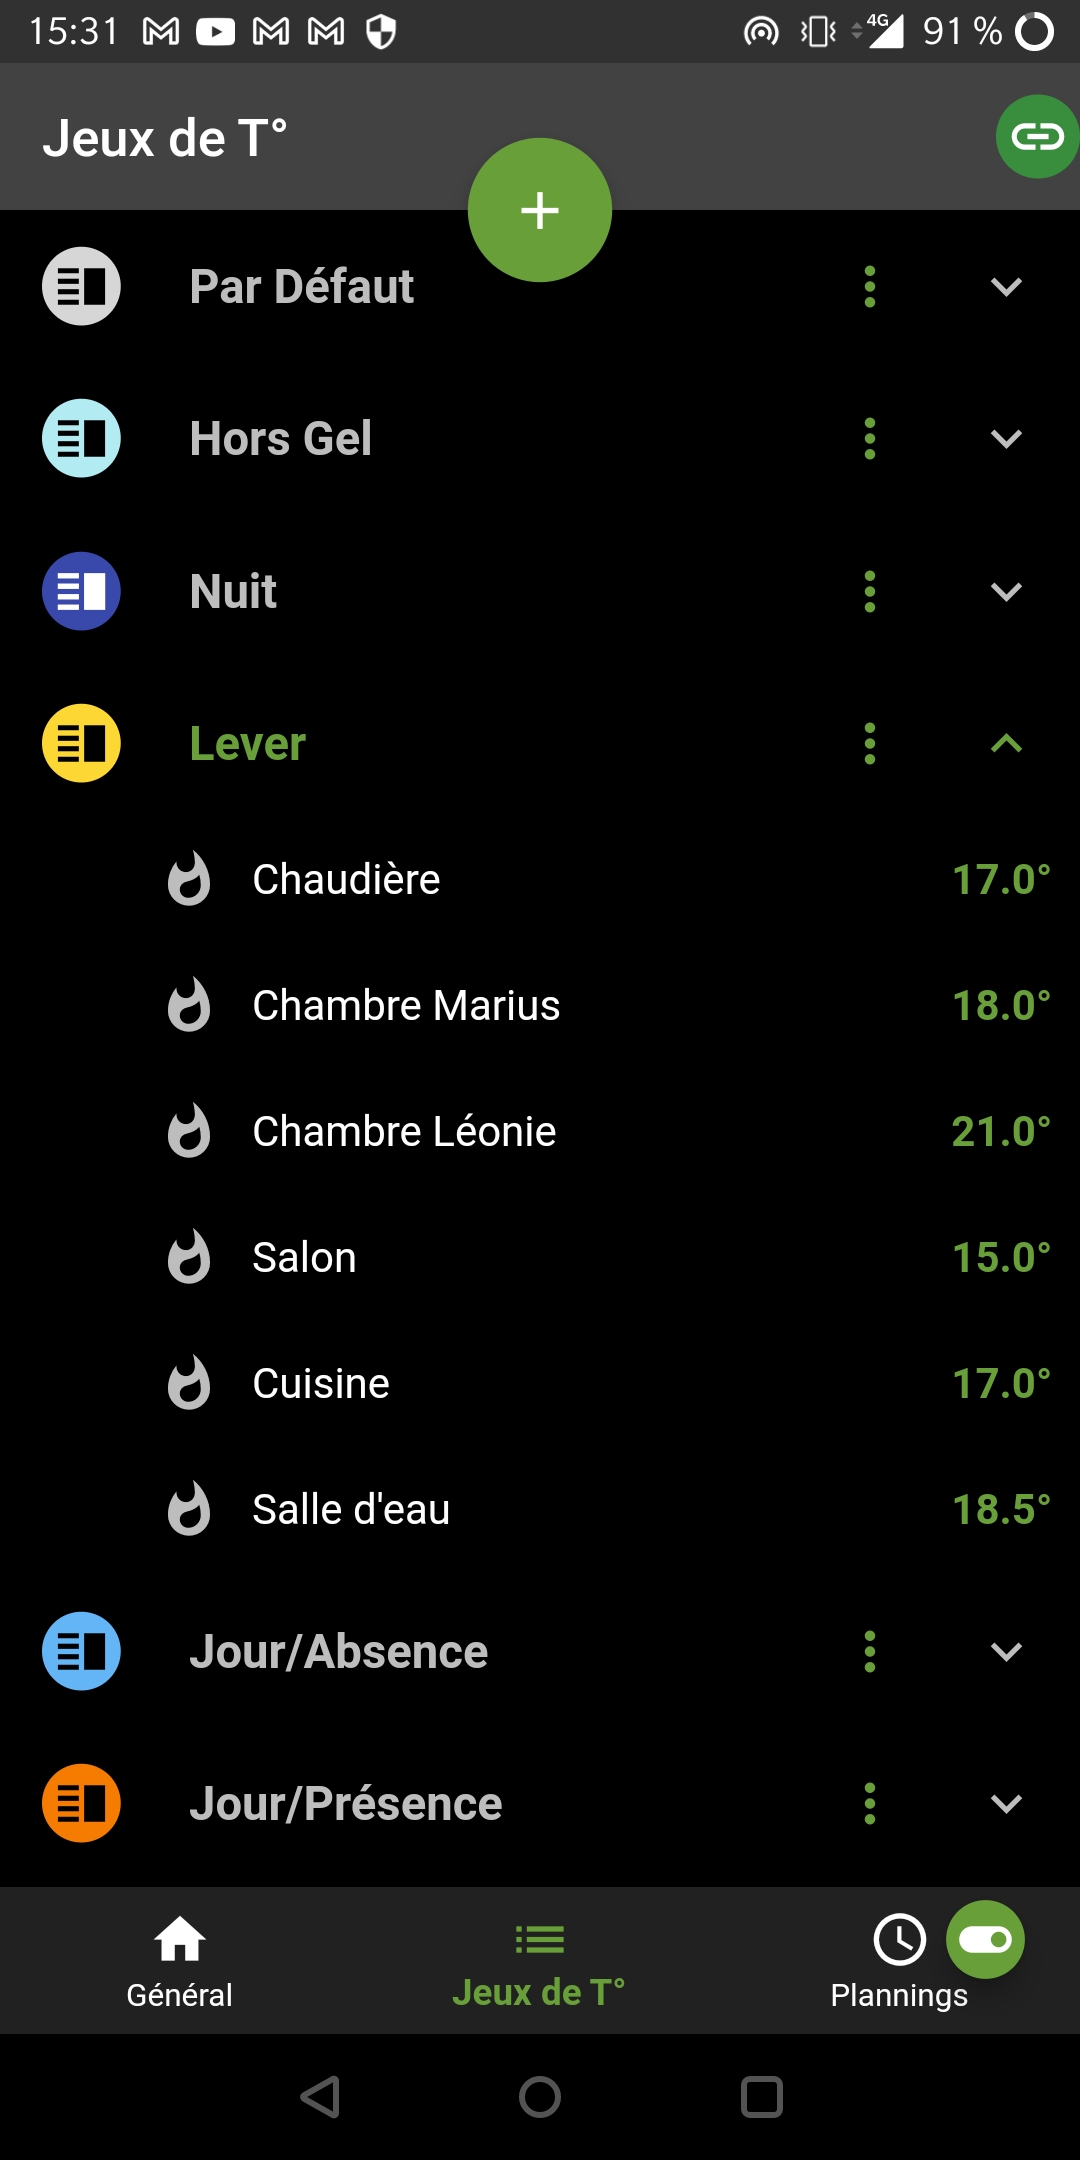 15:31 4G 91 %
Jeux de T°
+
Par Défaut
Hors Gel
Nuit
Lever
Chaudière 17.0°
Chambre Marius 18.0°
Chambre Léonie 21.0°
Salon 15.0°
Cuisine 17.0°
Salle d'eau 18.5°
Jour/Absence
Jour/Présence
Général Jeux de T° Plannings